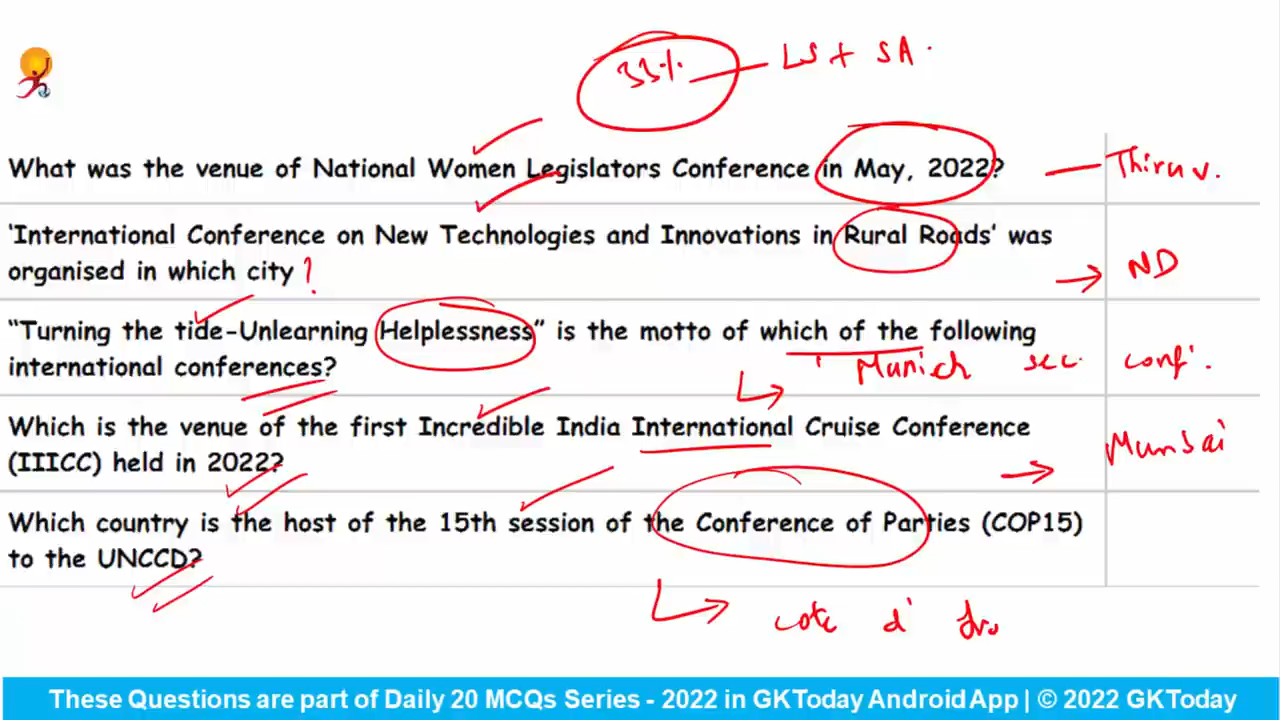 33% — LS + SA.
What was the venue of National Women Legislators Conference in May, 2022? — Thiruv.
'International Conference on New Technologies and Innovations in Rural Roads' was
organised in which city? → ND
"Turning the tide-Unlearning Helplessness" is the motto of which of the following
international conferences? Munich sec. conf.
Which is the venue of the first Incredible India International Cruise Conference
(IIICC) held in 2022? → Mumbai
Which country is the host of the 15th session of the Conference of Parties (COP15)
to the UNCCD?
cote d'
These Questions are part of Daily 20 MCQs Series - 2022 in GKToday Android App | © 2022 GKToday